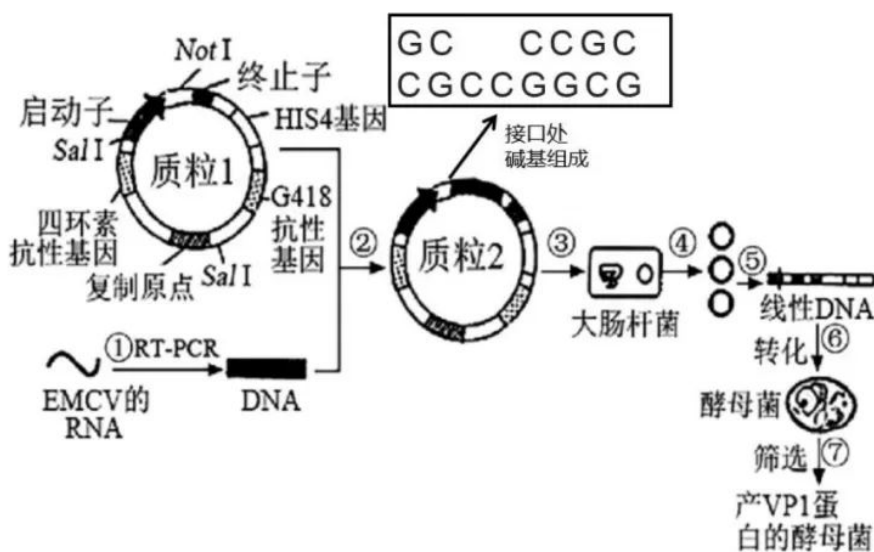 GC CCGC
CGCCGGCG
接口处
碱基组成
Not I
终止子
启动子
HIS4基因
Sal I
质粒1
G418
抗性
基因
四环素
抗性基因
Sal I
复制原点
②
质粒2
③
大肠杆菌
④
⑤
线性DNA
①RT-PCR
EMCV的
RNA
DNA
转化
⑥
酵母菌
筛选
⑦
产VP1蛋
白的酵母菌